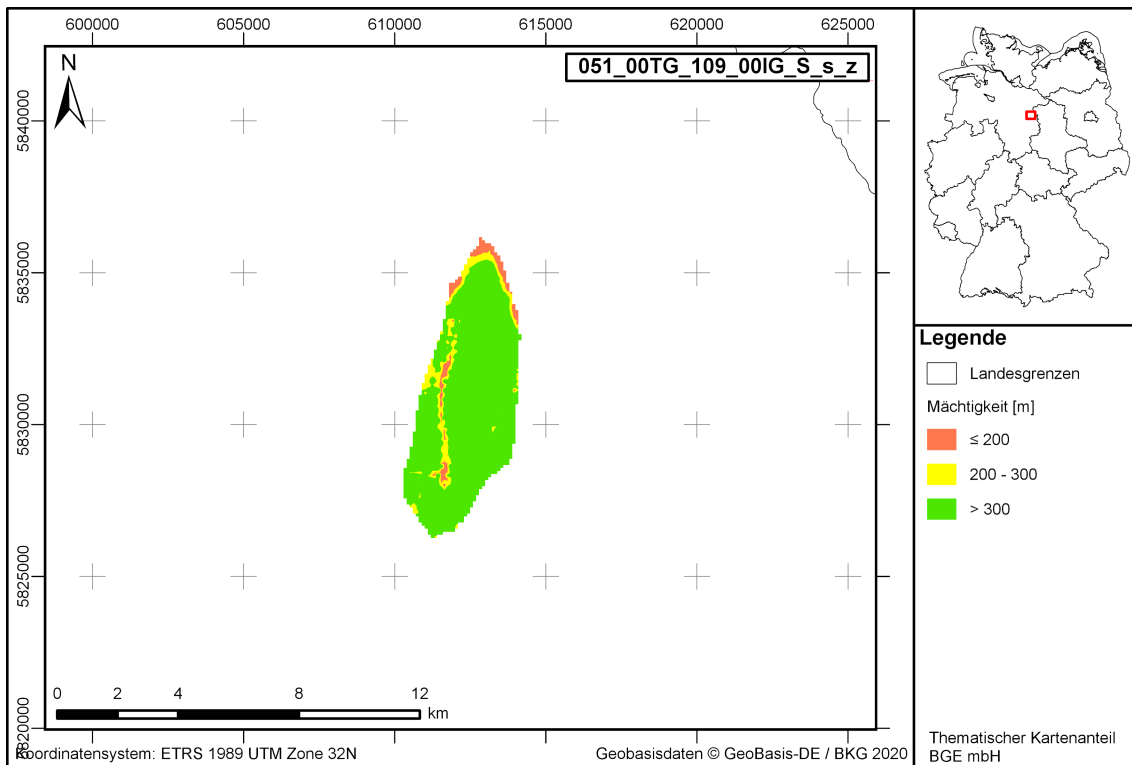 600000 605000 610000 615000 620000 625000
051_00TG_109_00IG_S_s_z
N
5840000
5835000
5830000
5825000
5820000
0 2 4 8 12
km
Koordinatensystem: ETRS 1989 UTM Zone 32N
Geobasisdaten © GeoBasis-DE / BKG 2020
Legende
Landesgrenzen
Mächtigkeit [m]
≤ 200
200 - 300
> 300
Thematischer Kartenanteil
BGE mbH